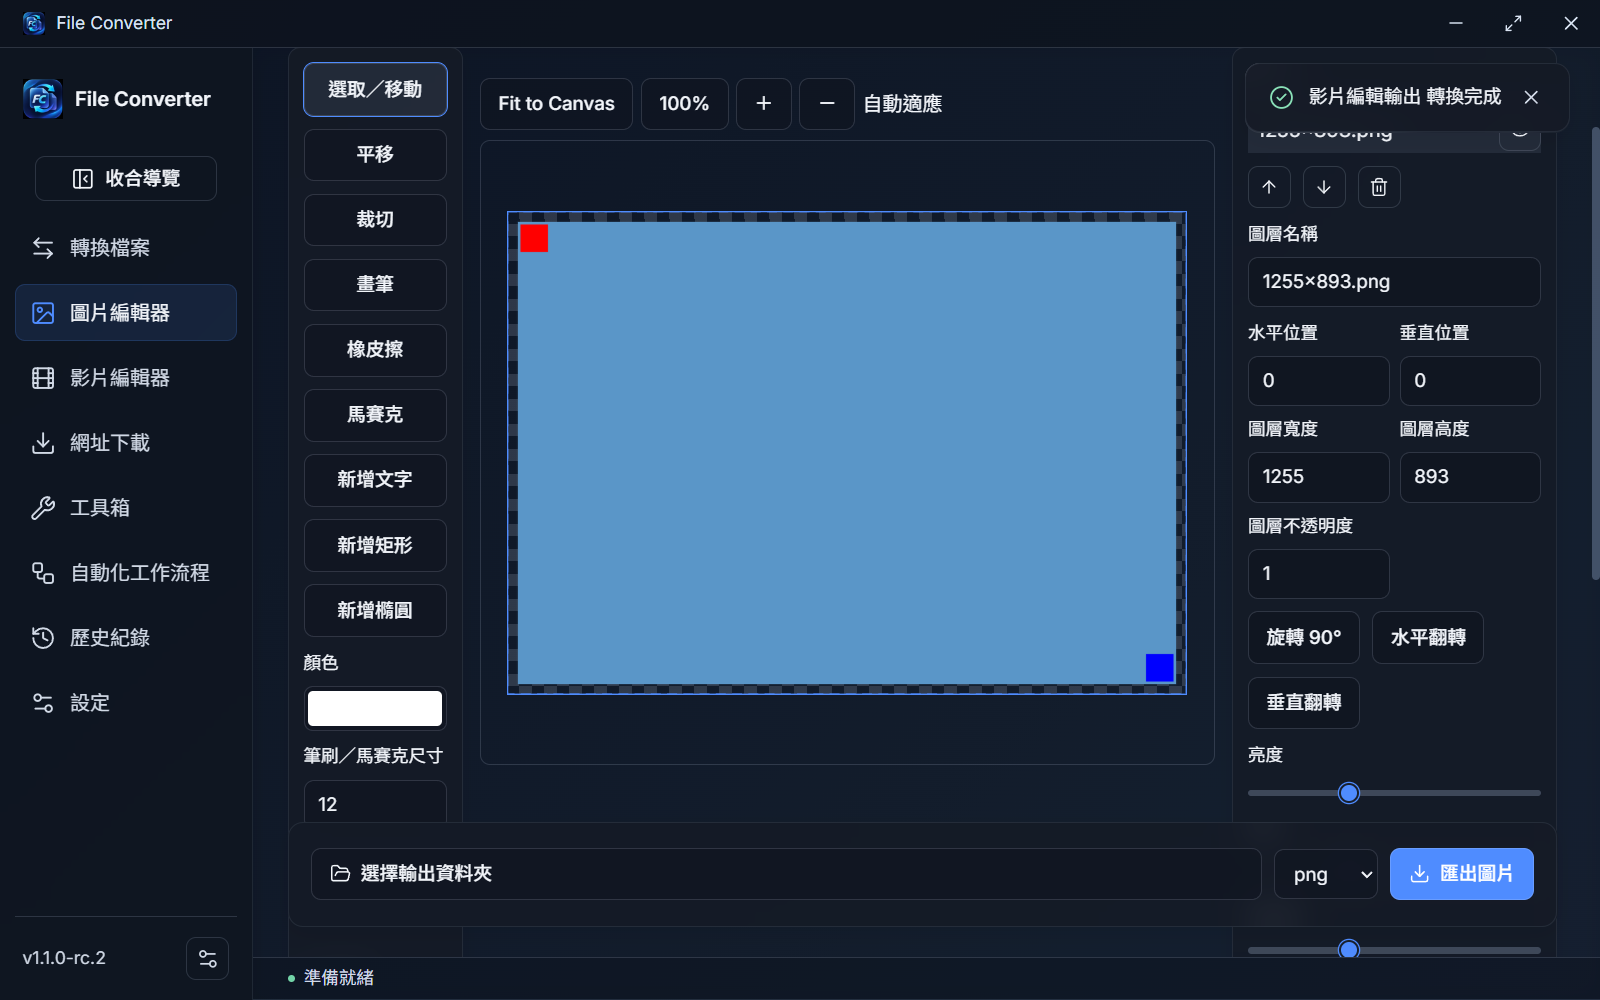 File Converter
File Converter
收合導覽
轉換檔案
圖片編輯器
影片編輯器
網址下載
工具箱
自動化工作流程
歷史紀錄
設定
v1.1.0-rc.2
選取／移動
平移
裁切
畫筆
橡皮擦
馬賽克
新增文字
新增矩形
新增橢圓
顏色
筆刷／馬賽克尺寸
12
Fit to Canvas
100%
+
−
自動適應
影片編輯輸出 轉換完成
1255×893.png
圖層名稱
1255×893.png
水平位置
垂直位置
0
0
圖層寬度
圖層高度
1255
893
圖層不透明度
1
旋轉 90°
水平翻轉
垂直翻轉
亮度
選擇輸出資料夾
png
匯出圖片
準備就緒